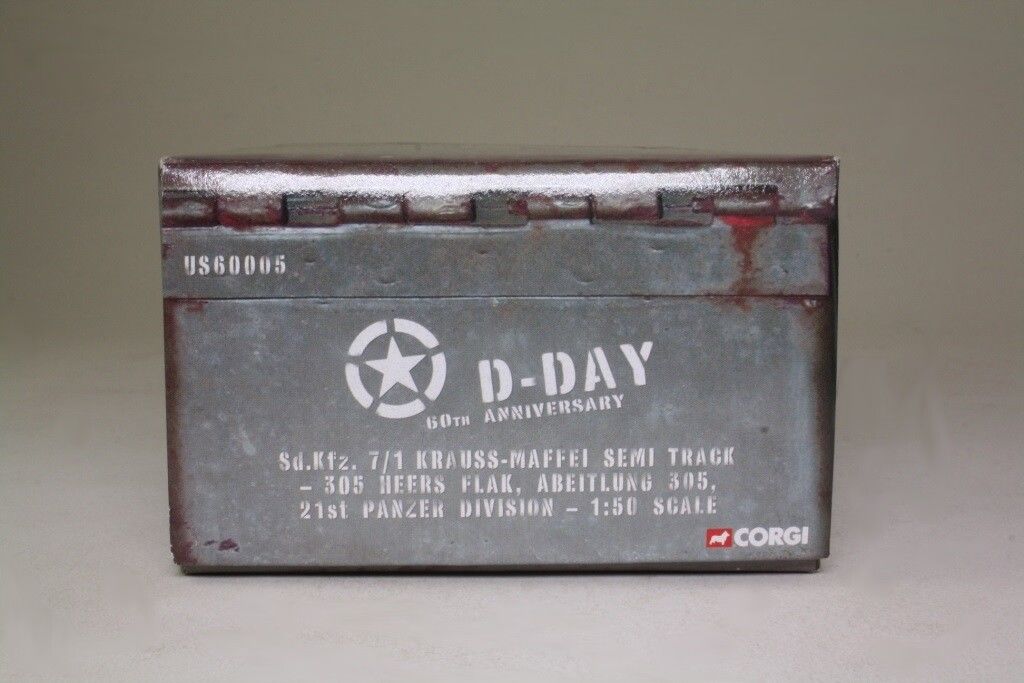 US60005
D-DAY
60TH ANNIVERSARY
Sd.Kfz. 7/1 KRAUSS-MAFFEI SEMI TRACK
– 305 HEERS FLAK, ABEITLUNG 305,
21st PANZER DIVISION – 1:50 SCALE
CORGI